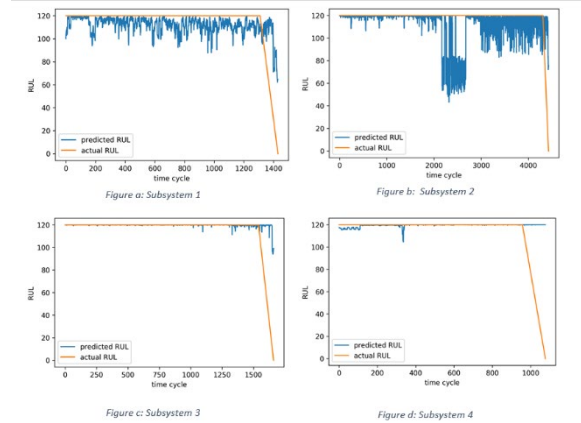 120
100
80
60
40
20
0
RUL
predicted RUL
actual RUL
0 200 400 600 800 1000 1200 1400
time cycle
Figure a: Subsystem 1
120
100
80
60
40
20
0
RUL
predicted RUL
actual RUL
0 1000 2000 3000 4000
time cycle
Figure b: Subsystem 2
120
100
80
60
40
20
0
RUL
predicted RUL
actual RUL
0 250 500 750 1000 1250 1500
time cycle
Figure c: Subsystem 3
120
100
80
60
40
20
0
RUL
predicted RUL
actual RUL
0 200 400 600 800 1000
time cycle
Figure d: Subsystem 4